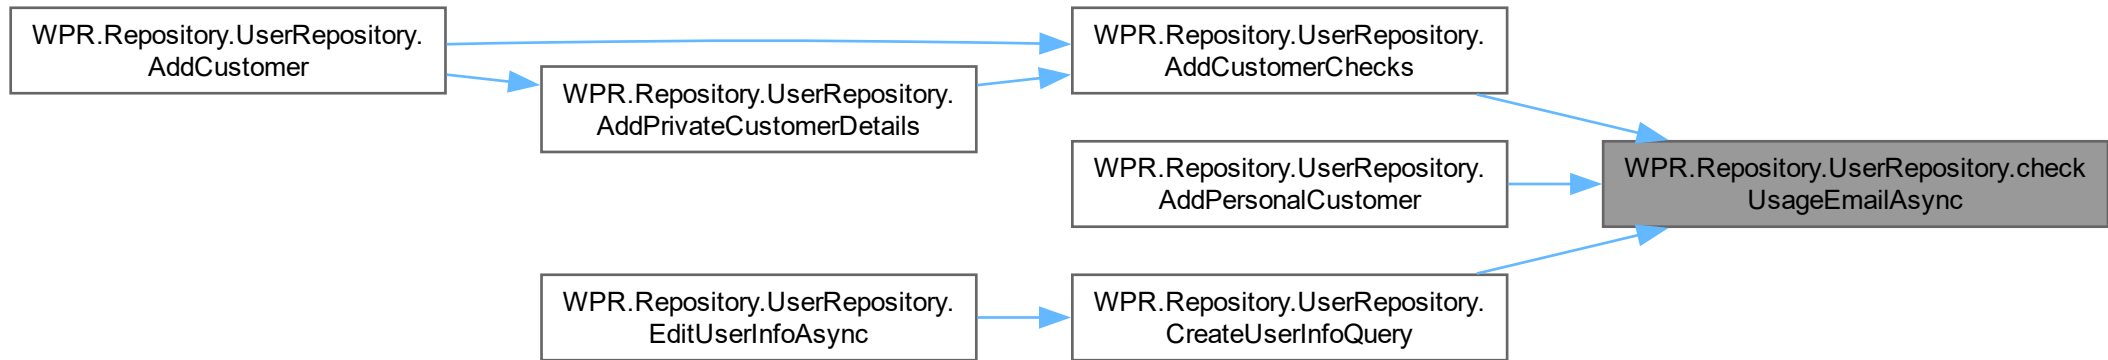 WPR.Repository.UserRepository.
AddCustomer
WPR.Repository.UserRepository.
AddPrivateCustomerDetails
WPR.Repository.UserRepository.
AddCustomerChecks
WPR.Repository.UserRepository.
AddPersonalCustomer
WPR.Repository.UserRepository.check
UsageEmailAsync
WPR.Repository.UserRepository.
EditUserInfoAsync
WPR.Repository.UserRepository.
CreateUserInfoQuery